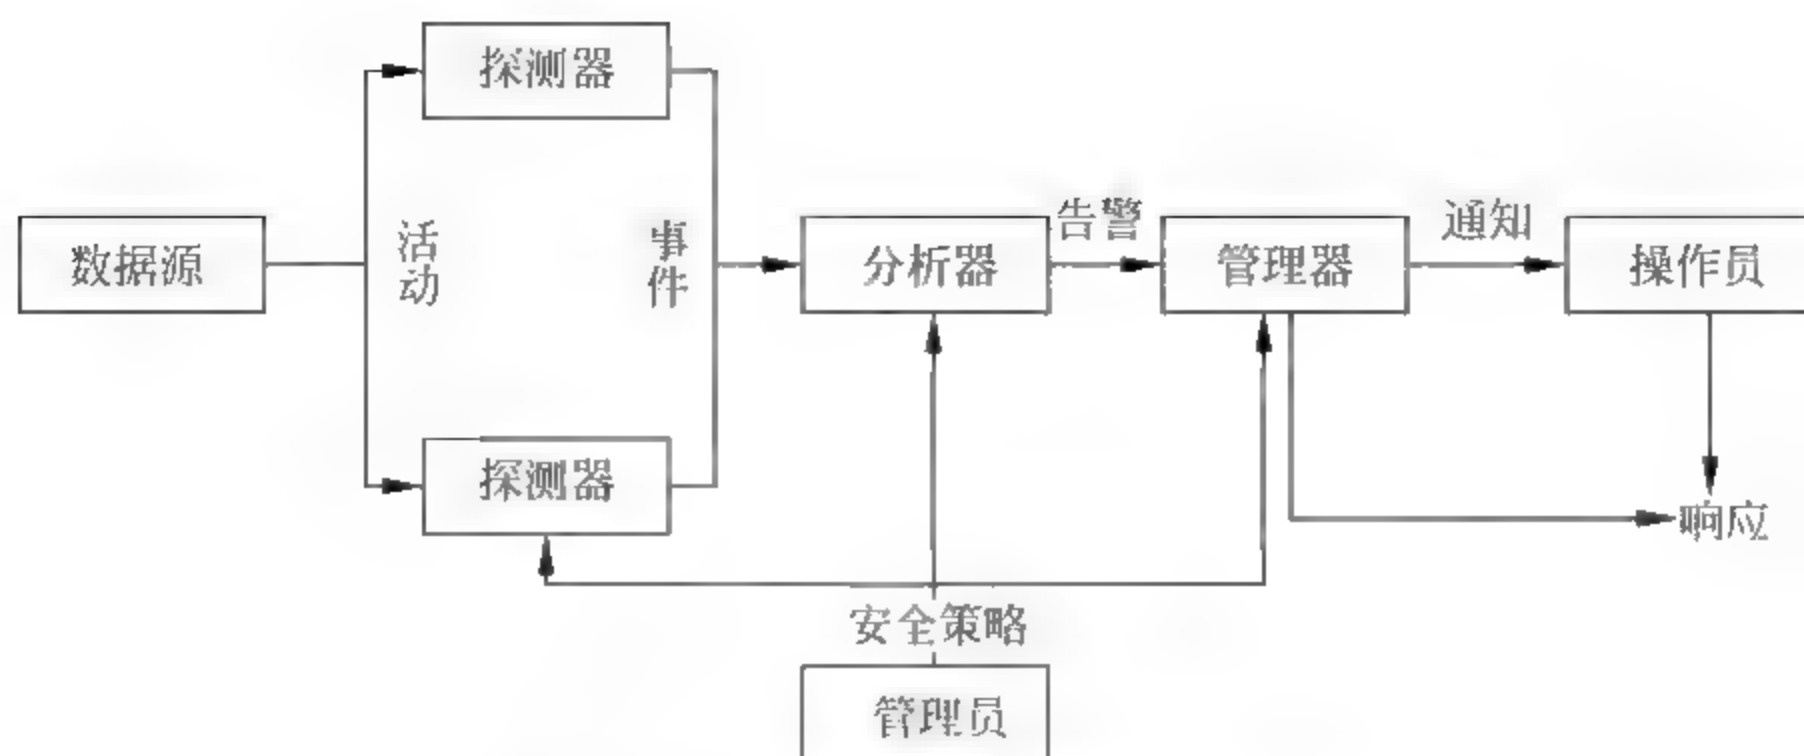 探测器
数据源
活动
事件
分析器
告警
管理器
通知
操作员
探测器
响应
安全策略
管理员